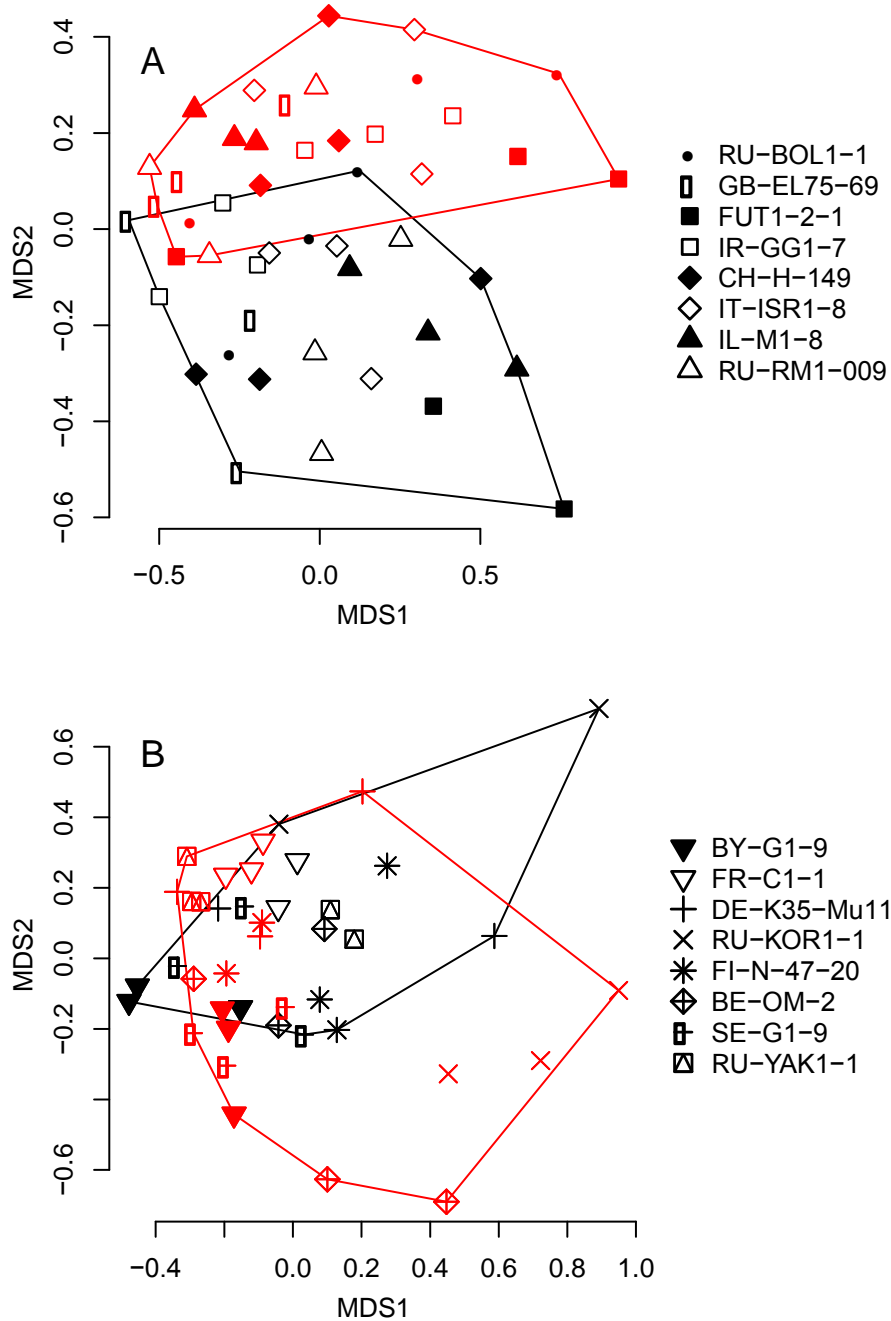 A
0.4
0.2
0.0
−0.2
−0.4
−0.6
MDS2
−0.5
0.0
0.5
MDS1
RU−BOL1−1
GB−EL75−69
FUT1−2−1
IR−GG1−7
CH−H−149
IT−ISR1−8
IL−M1−8
RU−RM1−009
B
0.6
0.4
0.2
0.0
−0.2
−0.6
MDS2
−0.4
0.0
0.2
0.4
0.6
0.8
1.0
MDS1
BY−G1−9
FR−C1−1
DE−K35−Mu11
RU−KOR1−1
FI−N−47−20
BE−OM−2
SE−G1−9
RU−YAK1−1